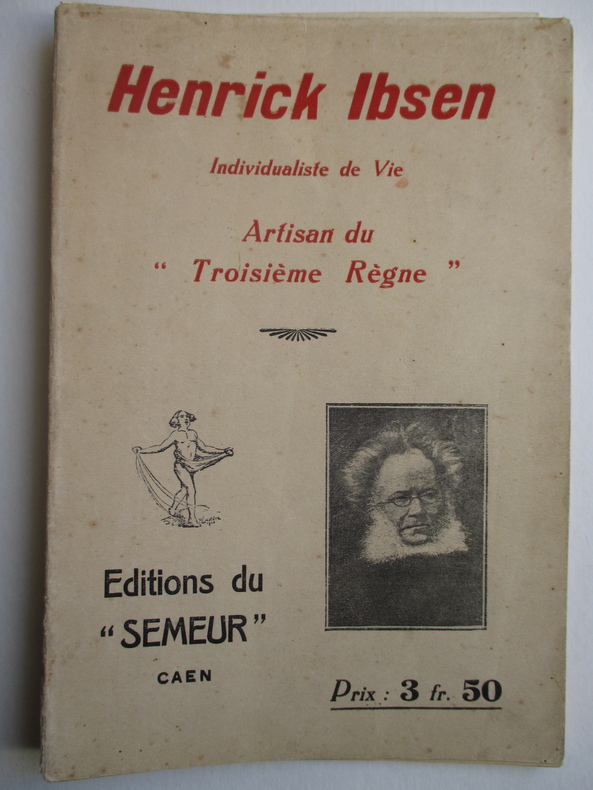 Henrick Ibsen
Individualiste de Vie
Artisan du
“ Troisième Règne ”
Editions du
“SEMEUR”
CAEN
Prix : 3 fr. 50